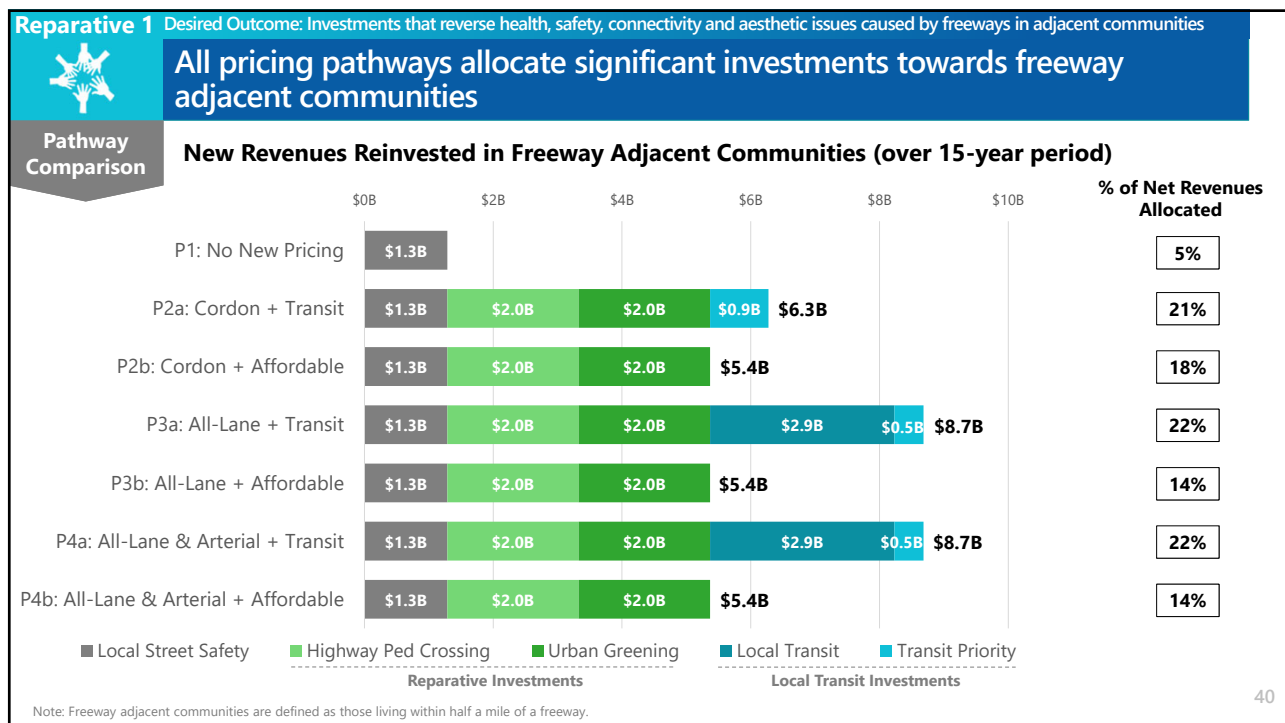 Reparative 1
Desired Outcome: Investments that reverse health, safety, connectivity and aesthetic issues caused by freeways in adjacent communities
All pricing pathways allocate significant investments towards freeway
adjacent communities
Pathway
Comparison
New Revenues Reinvested in Freeway Adjacent Communities (over 15-year period)
% of Net Revenues
Allocated
$0B $2B $4B $6B $8B $10B
P1: No New Pricing $1.3B 5%
P2a: Cordon + Transit $1.3B $2.0B $2.0B $0.9B $6.3B 21%
P2b: Cordon + Affordable $1.3B $2.0B $2.0B $5.4B 18%
P3a: All-Lane + Transit $1.3B $2.0B $2.0B $2.9B $0.5B $8.7B 22%
P3b: All-Lane + Affordable $1.3B $2.0B $2.0B $5.4B 14%
P4a: All-Lane & Arterial + Transit $1.3B $2.0B $2.0B $2.9B $0.5B $8.7B 22%
P4b: All-Lane & Arterial + Affordable $1.3B $2.0B $2.0B $5.4B 14%
Local Street Safety Highway Ped Crossing Urban Greening Local Transit Transit Priority
Reparative Investments Local Transit Investments
Note: Freeway adjacent communities are defined as those living within half a mile of a freeway.
40